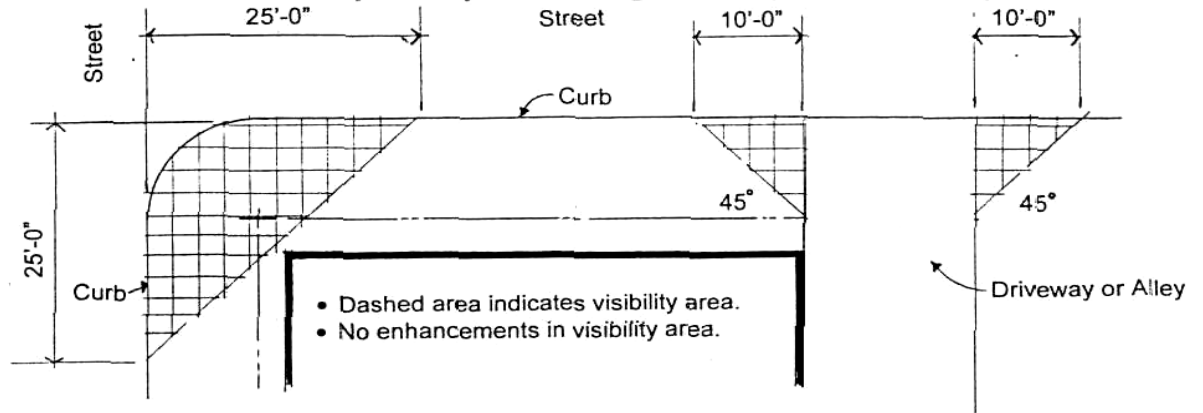 25'-0"
Street
10'-0"
10'-0"
Street
Curb
25'-0"
45°
45°
Curb
Driveway or Alley
• Dashed area indicates visibility area.
• No enhancements in visibility area.